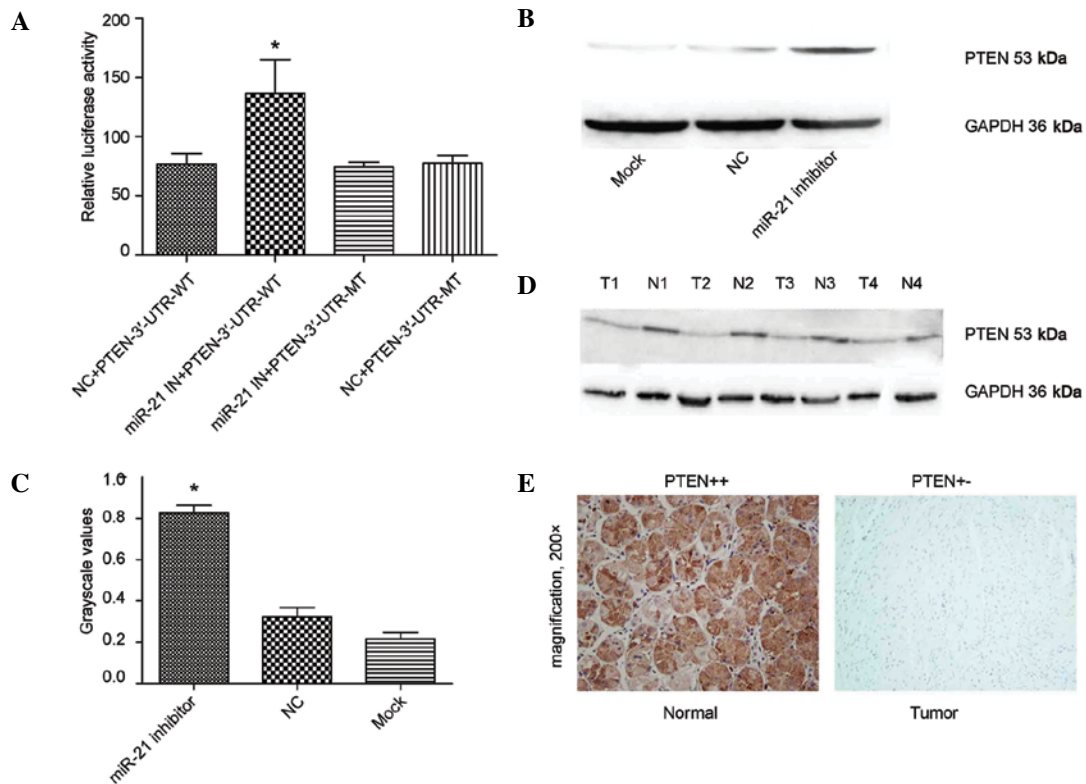 A
200
150
100
50
0
Relative luciferase activity
*
NC+PTEN-3'-UTR-WT
miR-21 IN+PTEN-3'-UTR-WT
miR-21 IN+PTEN-3'-UTR-MT
NC+PTEN-3'-UTR-MT
B
PTEN 53 kDa
GAPDH 36 kDa
Mock
NC
miR-21 inhibitor
C
1.0
0.8
0.6
0.4
0.2
0.0
Grayscale values
*
miR-21 inhibitor
NC
Mock
D
T1 N1 T2 N2 T3 N3 T4 N4
PTEN 53 kDa
GAPDH 36 kDa
E
PTEN++ PTEN+-
magnification, 200×
Normal Tumor